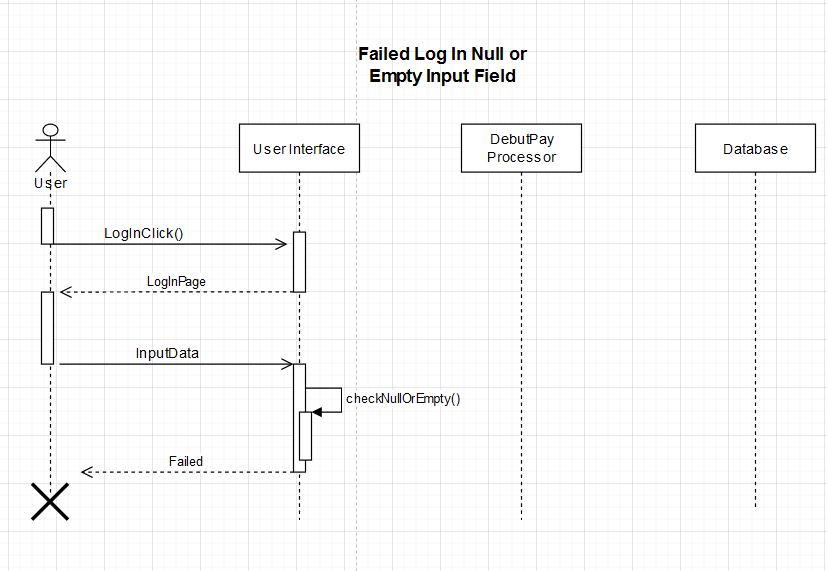 Failed Log In Null or
Empty Input Field
User
User Interface
DebutPay
Processor
Database
LogInClick()
LogInPage
InputData
checkNullOrEmpty()
Failed